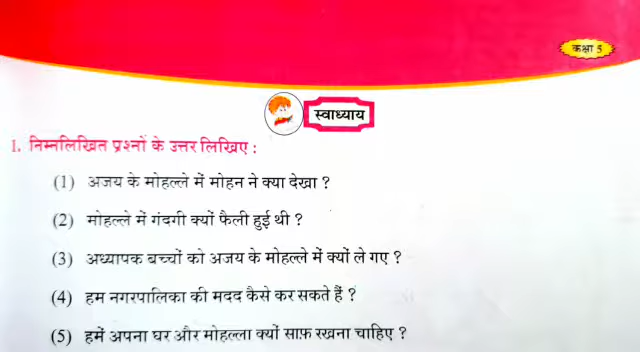 कक्षा 5
स्वाध्याय
1. निम्नलिखित प्रश्नों के उत्तर लिखिए :
(1) अजय के मोहल्ले में मोहन ने क्या देखा ?
(2) मोहल्ले में गंदगी क्यों फैली हुई थी ?
(3) अध्यापक बच्चों को अजय के मोहल्ले में क्यों ले गए ?
(4) हम नगरपालिका की मदद कैसे कर सकते हैं ?
(5) हमें अपना घर और मोहल्ला क्यों साफ़ रखना चाहिए ?